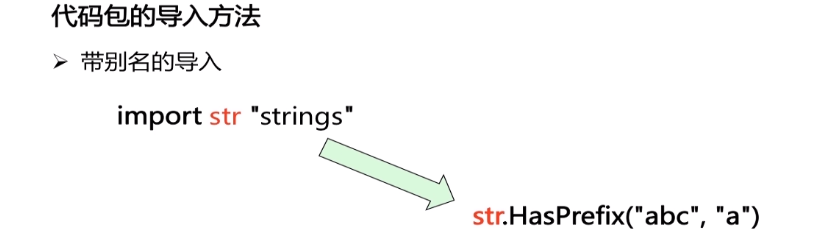 代码包的导入方法
➢ 带别名的导入
import str "strings"
str.HasPrefix("abc", "a")